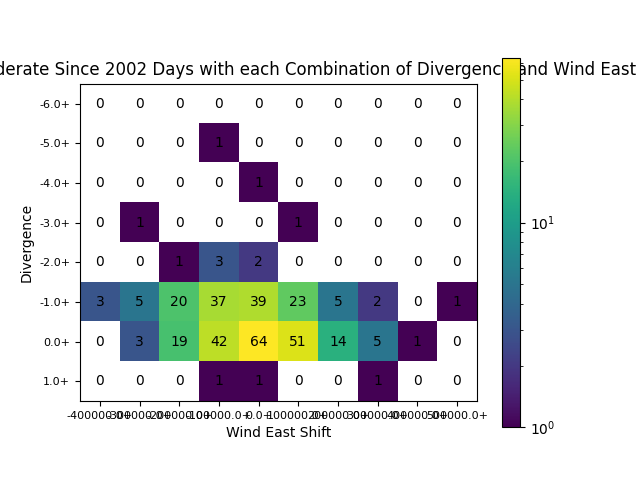 derate Since 2002 Days with each Combination of Divergence and Wind East
-6.0+ 0 0 0 0 0 0 0 0 0 0
-5.0+ 0 0 0 1 0 0 0 0 0 0
-4.0+ 0 0 0 0 1 0 0 0 0 0
-3.0+ 0 1 0 0 0 1 0 0 0 0
-2.0+ 0 0 1 3 2 0 0 0 0 0
-1.0+ 3 5 20 37 39 23 5 2 0 1
0.0+ 0 3 19 42 64 51 14 5 1 0
1.0+ 0 0 0 1 1 0 0 1 0 0
Divergence
Wind East Shift
10^1
10^0